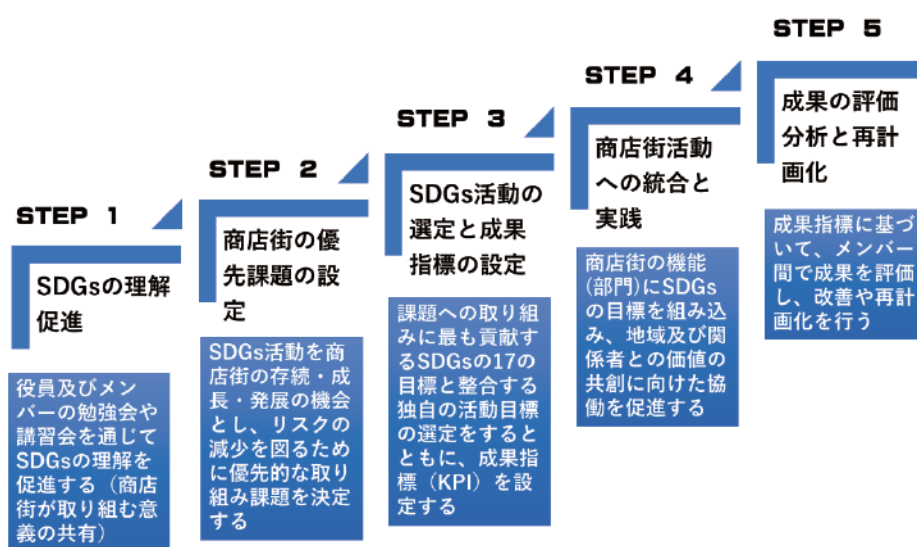 STEP 1
SDGsの理解
促進
役員及びメン
バーの勉強会や
講習会を通じて
SDGsの理解を
促進する（商店
街が取り組む意
義の共有）
STEP 2
商店街の優
先課題の設
定
SDGs活動を商
店街の存続・成
長・発展の機会
とし、リスクの
減少を図るため
に優先的な取り
組み課題を決定
する
STEP 3
SDGs活動の
選定と成果
指標の設定
課題への取り組
みに最も貢献す
るSDGsの17の
目標と整合する
独自の活動目標
の選定をすると
ともに、成果指
標（KPI）を設
定する
STEP 4
商店街活動
への統合と
実践
商店街の機能
(部門)にSDGs
の目標を組み込
み、地域及び関
係者との価値の
共創に向けた協
働を促進する
STEP 5
成果の評価
分析と再計
画化
成果指標に基づ
いて、メンバー
間で成果を評価
し、改善や再計
画化を行う